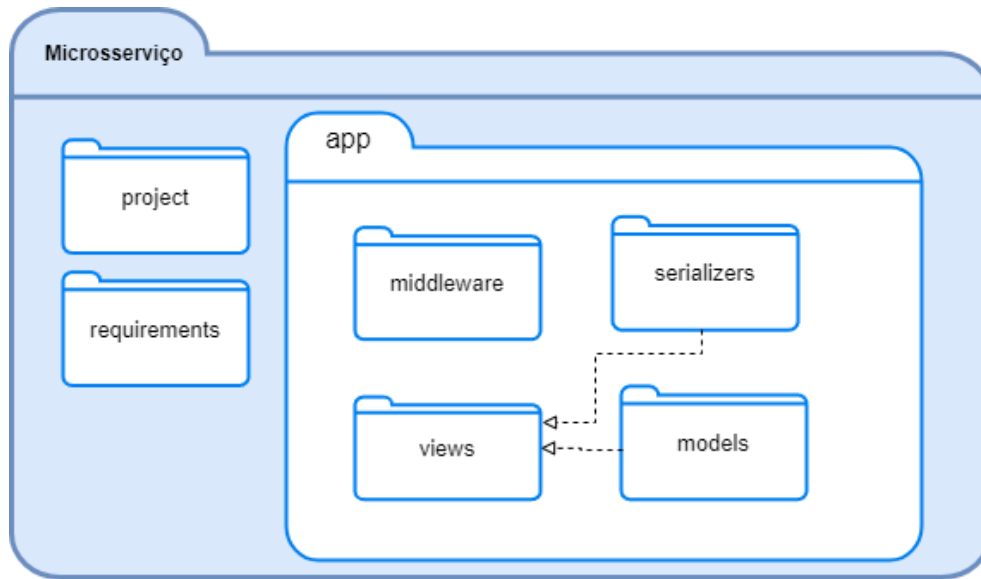 Microsserviço
app
project
middleware
serializers
requirements
views
models